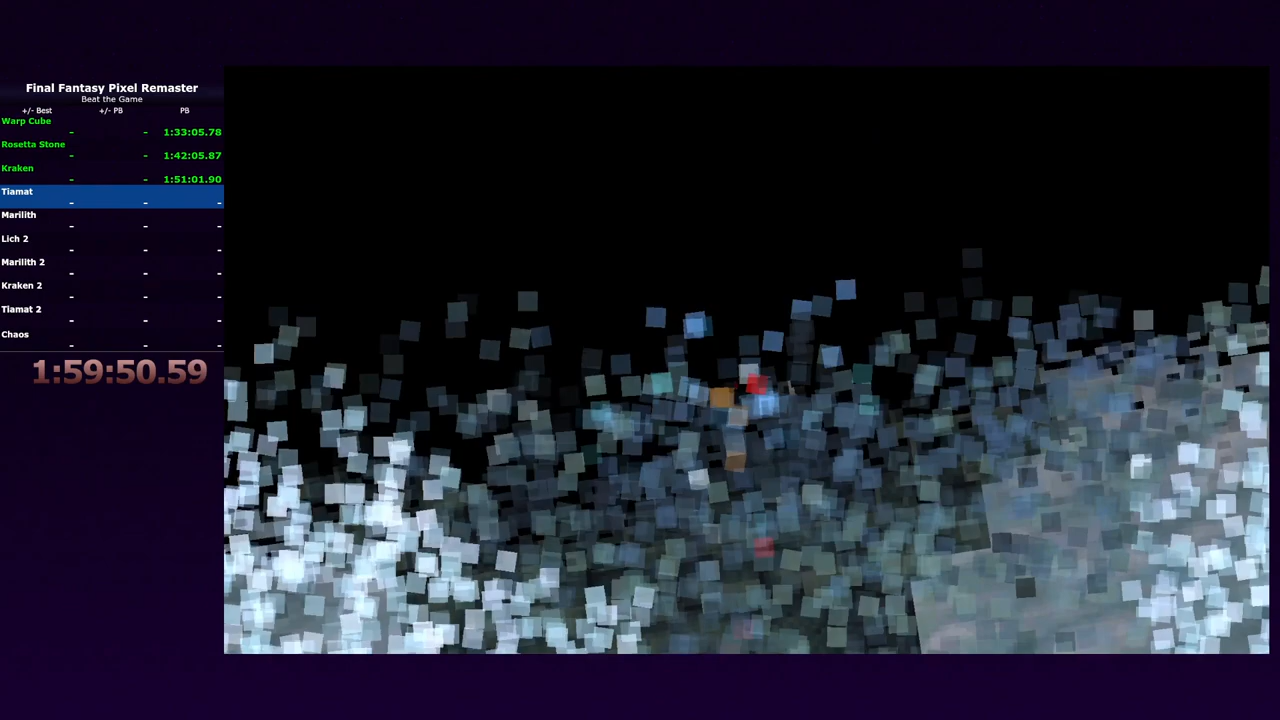 Final Fantasy Pixel Remaster
Beat the Game
+/- Best +/- PB PB
Warp Cube
- - 1:33:05.78
Rosetta Stone
- - 1:42:05.87
Kraken
- - 1:51:01.90
Tiamat
- - -
Marilith
- - -
Lich 2
- - -
Marilith 2
- - -
Kraken 2
- - -
Tiamat 2
- - -
Chaos
- - -
1:59:50.59